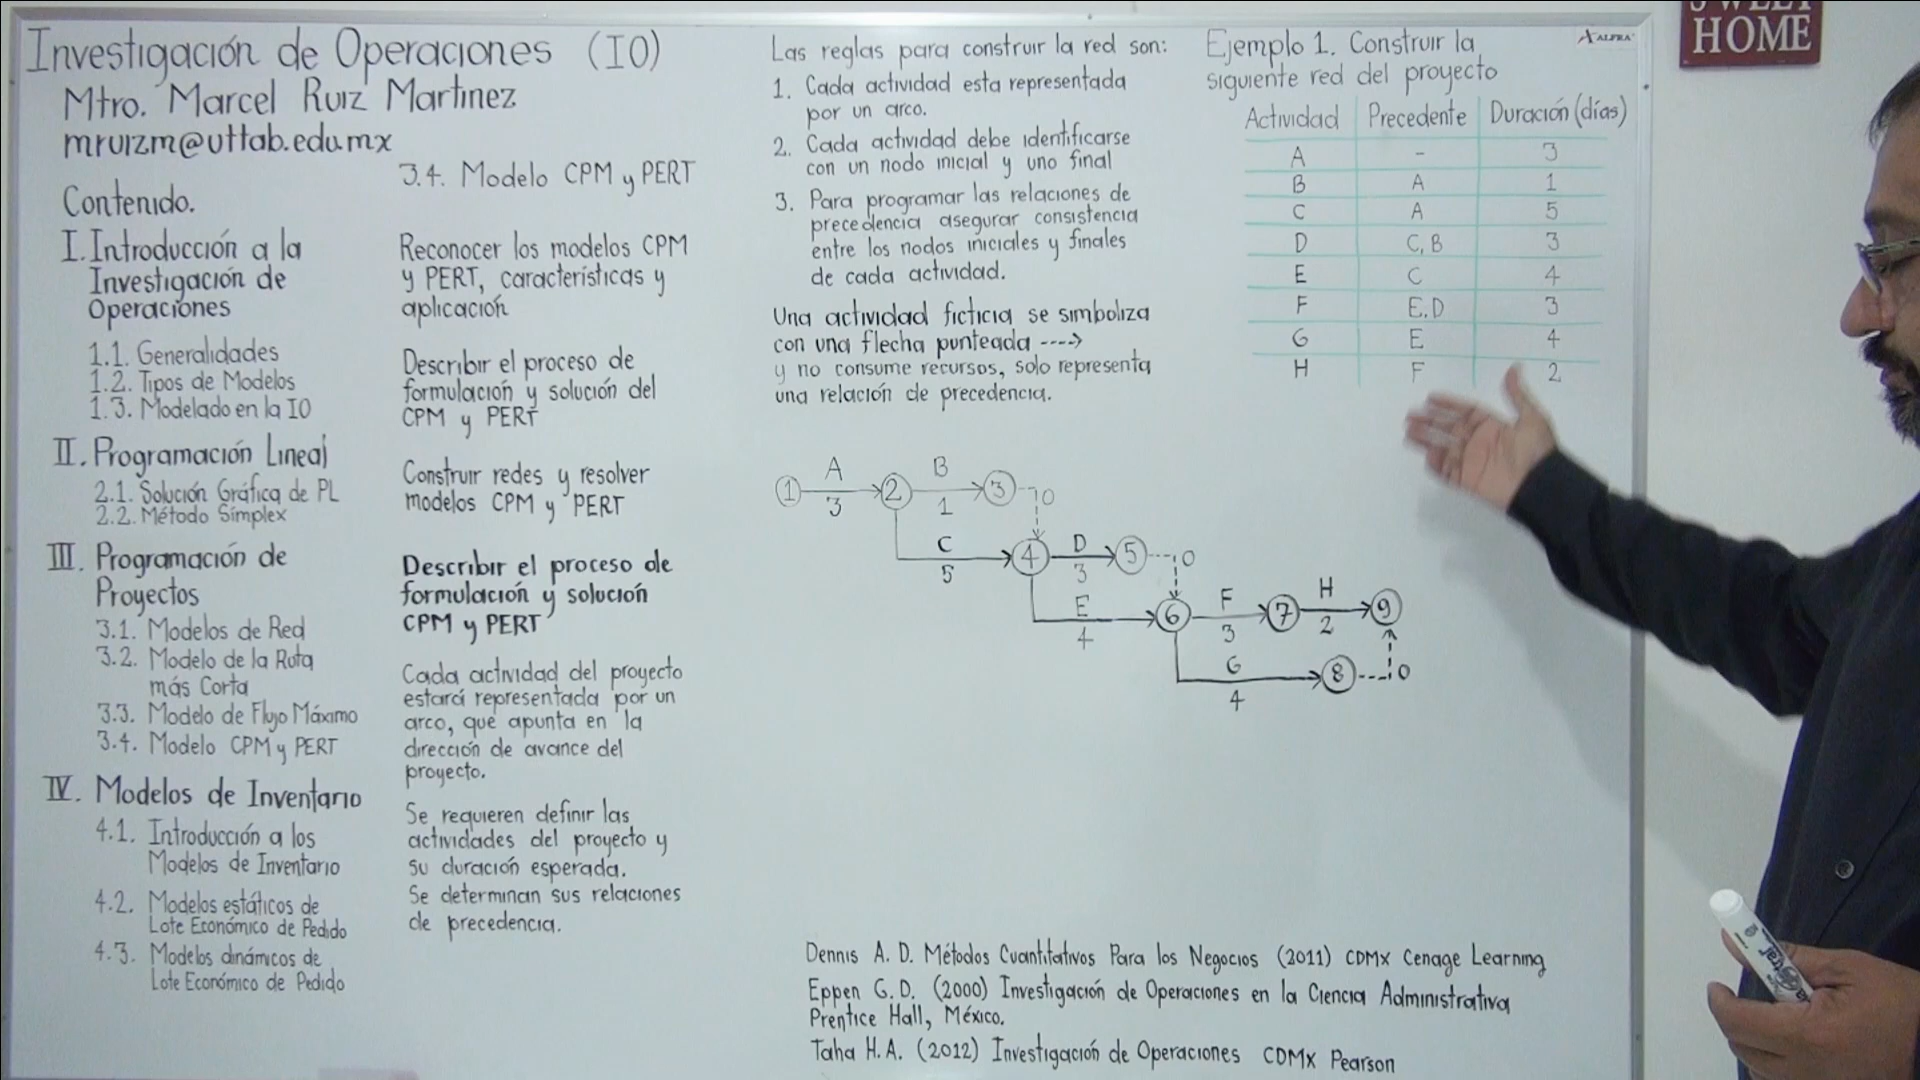 Investigación de Operaciones (IO)
Mtro. Marcel Ruiz Martinez
mruizm@uttab.edu.mx
Contenido.
I. Introducción a la
Investigación de
Operaciones
1.1. Generalidades
1.2. Tipos de Modelos
1.3. Modelado en la IO
II. Programación Lineal
2.1. Solución Gráfica de PL
2.2. Método Simplex
III. Programación de
Proyectos
3.1. Modelos de Red
3.2. Modelo de la Ruta
más Corta
3.3. Modelo de Flujo Máximo
3.4. Modelo CPM y PERT
IV. Modelos de Inventario
4.1. Introducción a los
Modelos de Inventario
4.2. Modelos estáticos de
Lote Económico de Pedido
4.3. Modelos dinámicos de
Lote Económico de Pedido
3.4. Modelo CPM y PERT
Reconocer los modelos CPM
y PERT, características y
aplicación
Describir el proceso de
formulación y solución del
CPM y PERT
Construir redes y resolver
modelos CPM y PERT
Describir el proceso de
formulación y solución
CPM y PERT
Cada actividad del proyecto
estará representada por un
arco, que apunta en la
dirección de avance del
proyecto.
Se requieren definir las
actividades del proyecto y
su duración esperada.
Se determinan sus relaciones
de precedencia.
Las reglas para construir la red son:
1. Cada actividad esta representada
por un arco.
2. Cada actividad debe identificarse
con un nodo inicial y uno final
3. Para programar las relaciones de
precedencia asegurar consistencia
entre los nodos iniciales y finales
de cada actividad.
Una actividad ficticia se simboliza
con una flecha punteada ---->
y no consume recursos, solo representa
una relación de precedencia.
Ejemplo 1. Construir la
siguiente red del proyecto
Actividad Precedente Duración (días)
A - 3
B A 1
C A 5
D C, B 3
E C 4
F E, D 3
G E 4
H F 2
A B
1 2 3 0
3 1
C D
4 5 0
5 3
E F H
6 7 9
4 3 2
G
8 0
4
Dennis A. D. Métodos Cuantitativos Para los Negocios (2011) CDMX Cenage Learning
Eppen G.D. (2000) Investigación de Operaciones en la Ciencia Administrativa
Prentice Hall, México.
Taha H.A. (2012) Investigación de Operaciones CDMX Pearson
ALFRA
SWEET
HOME